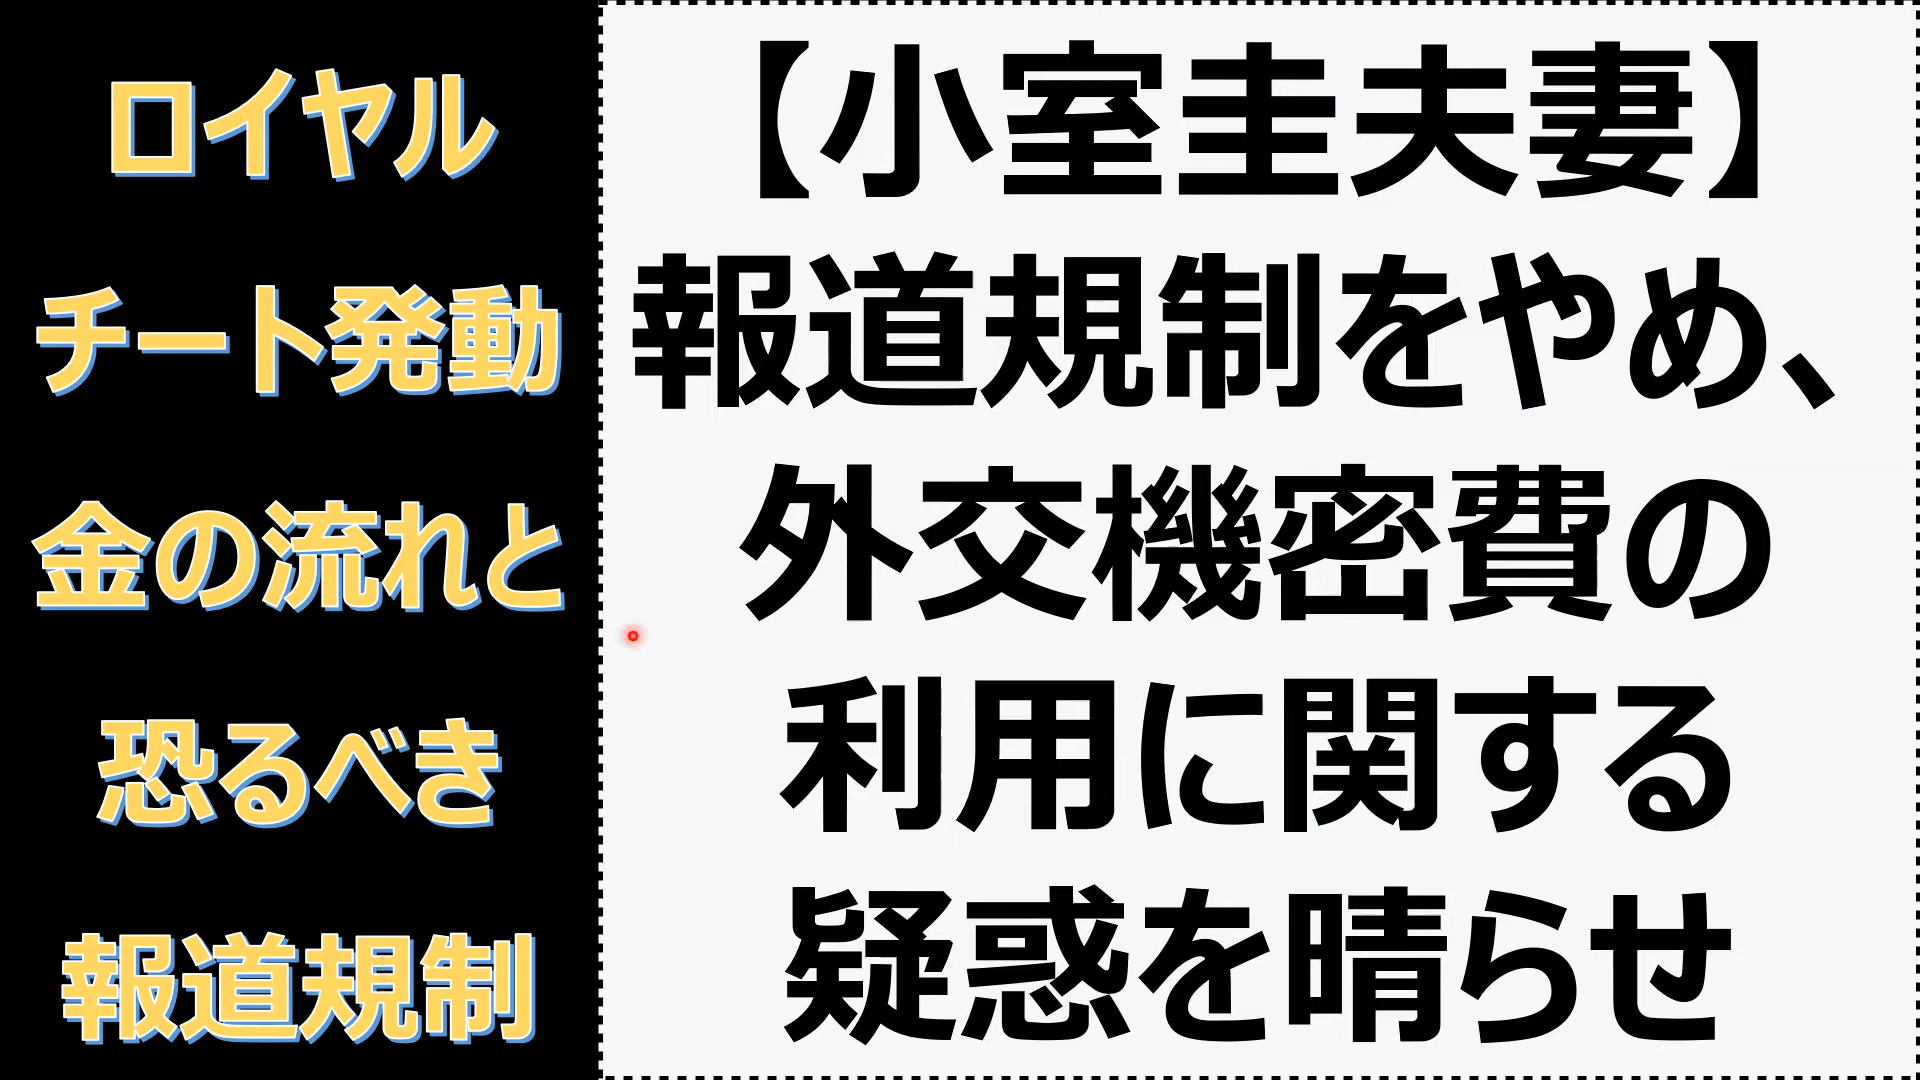 ロイヤル
チート発動
金の流れと
恐るべき
報道規制
【小室圭夫妻】
報道規制をやめ、
外交機密費の
利用に関する
疑惑を晴らせ